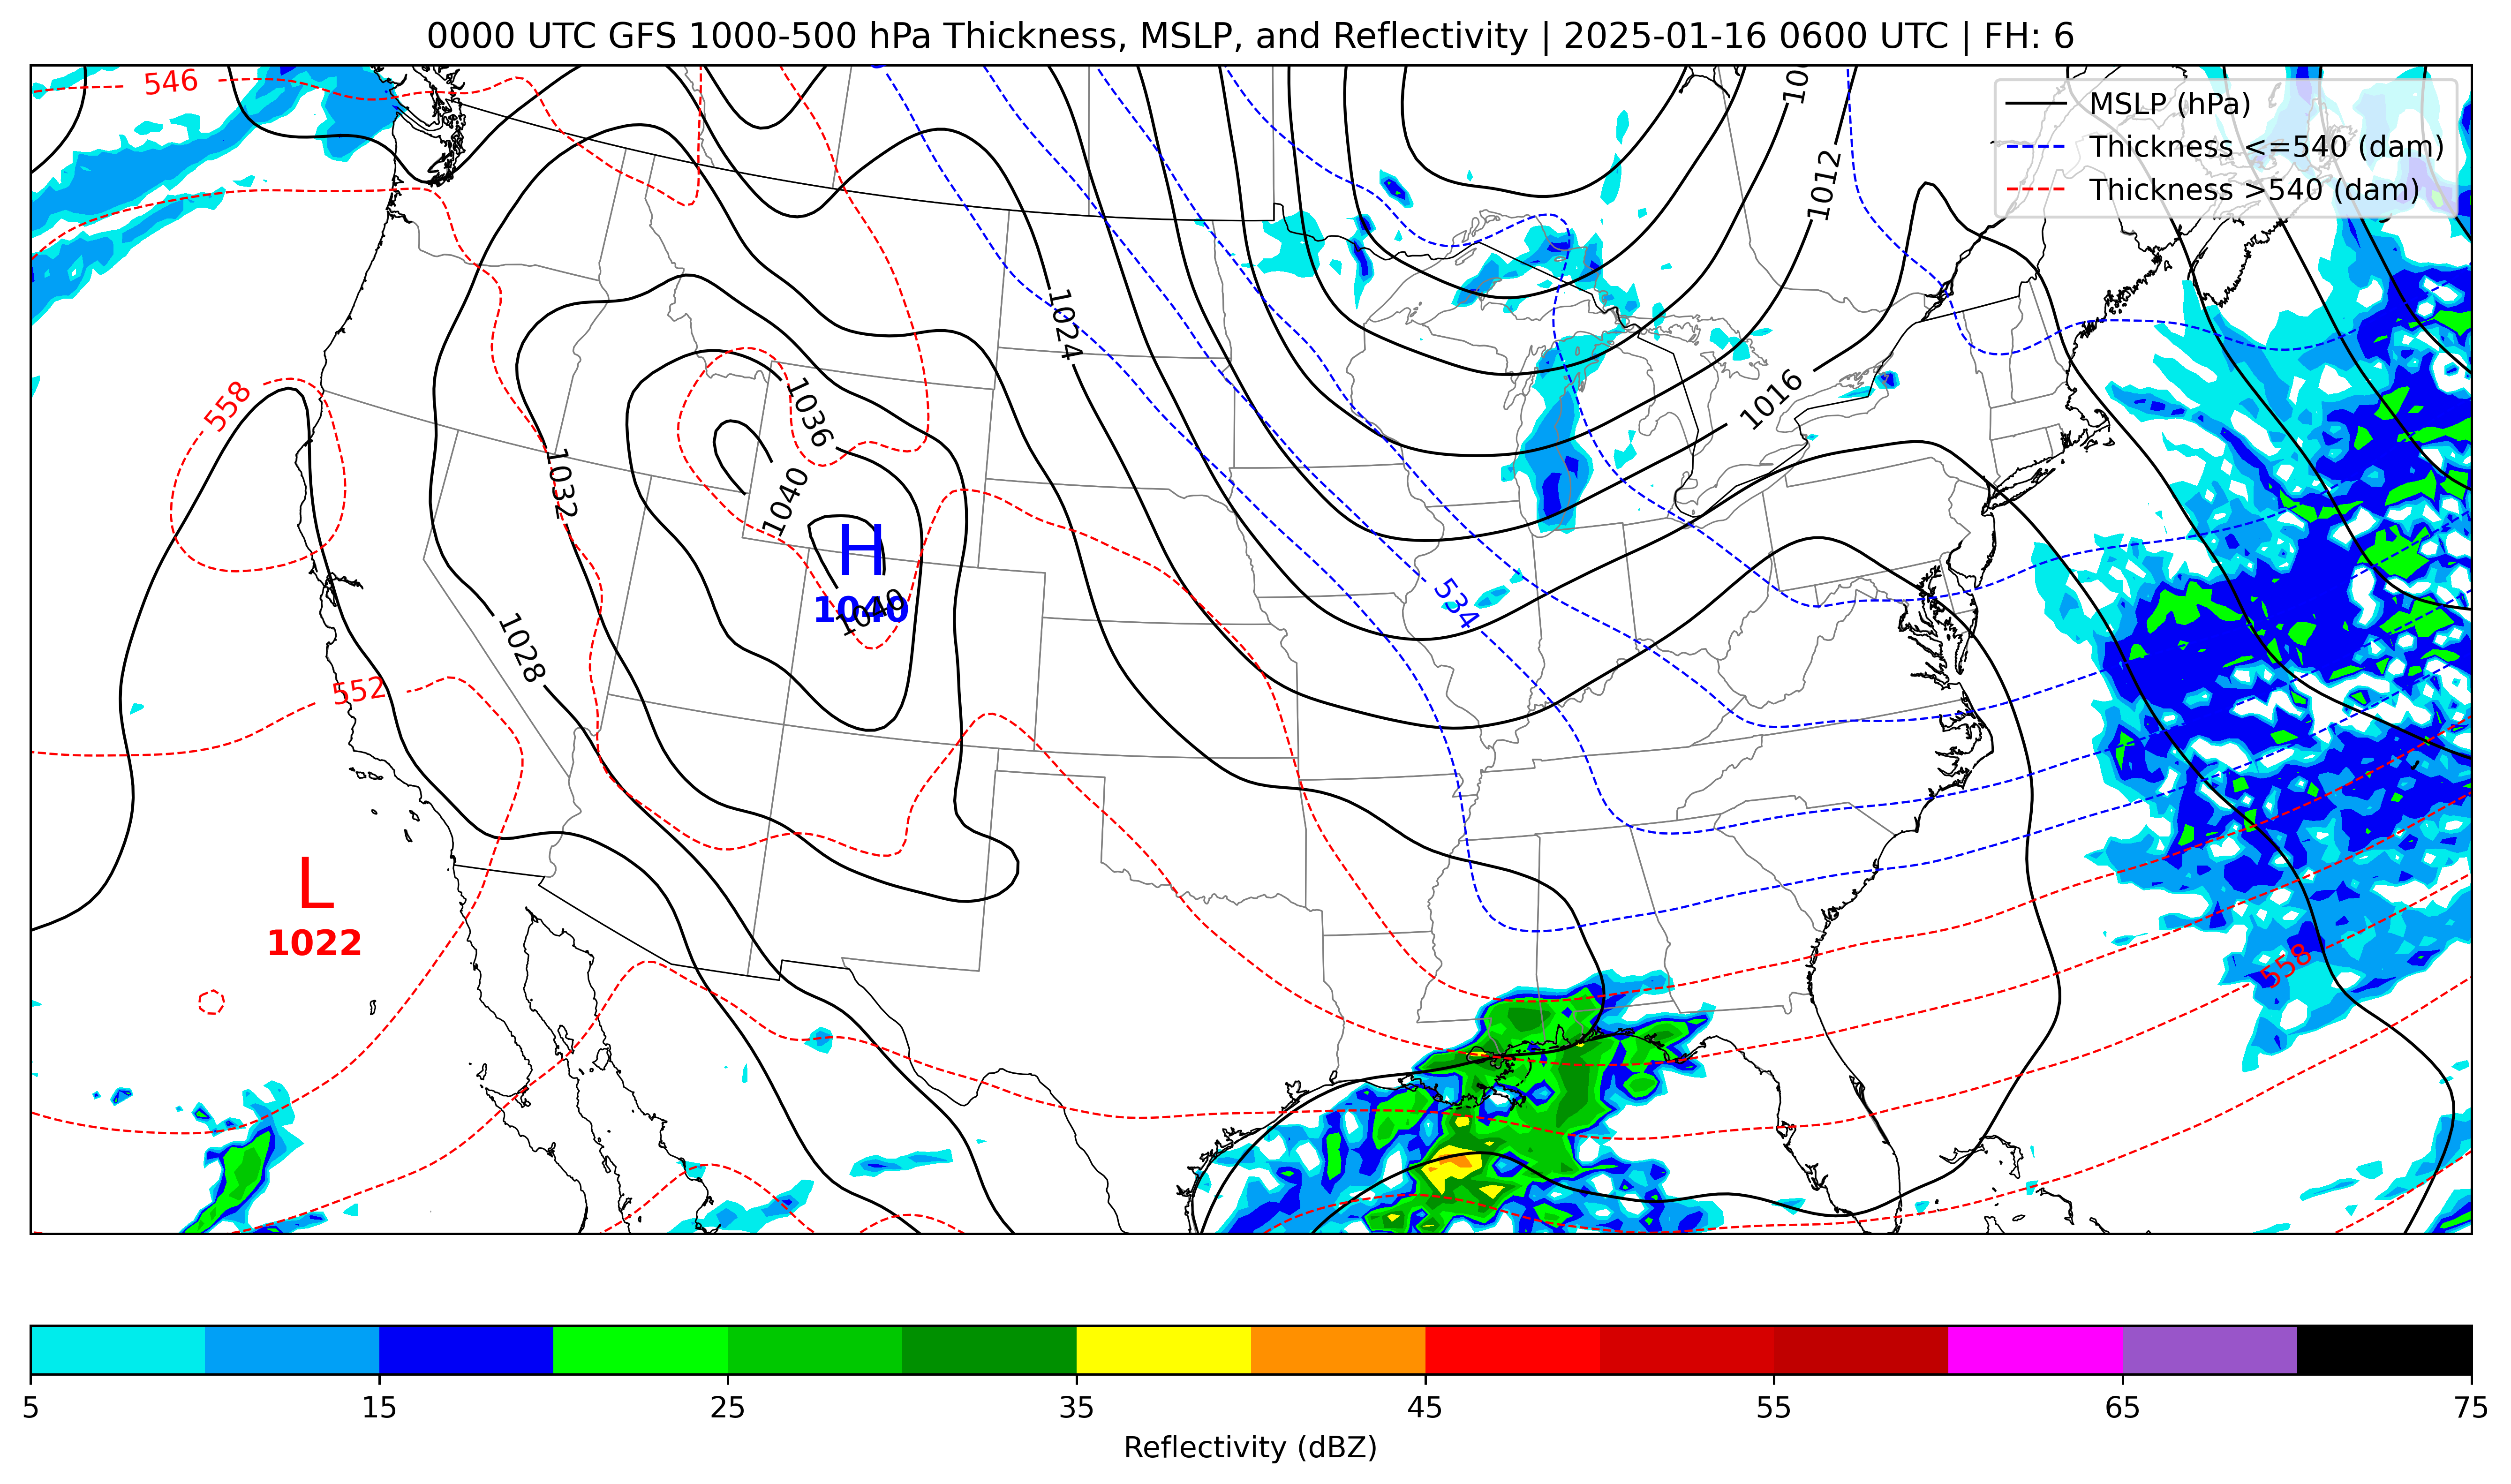 0000 UTC GFS 1000-500 hPa Thickness, MSLP, and Reflectivity | 2025-01-16 0600 UTC | FH: 6
546
MSLP (hPa)
Thickness <=540 (dam)
Thickness >540 (dam)
1012
1024
558
1036
1016
1032
1040
H
1040
534
1028
552
L
1022
558
5 15 25 35 45 55 65 75
Reflectivity (dBZ)